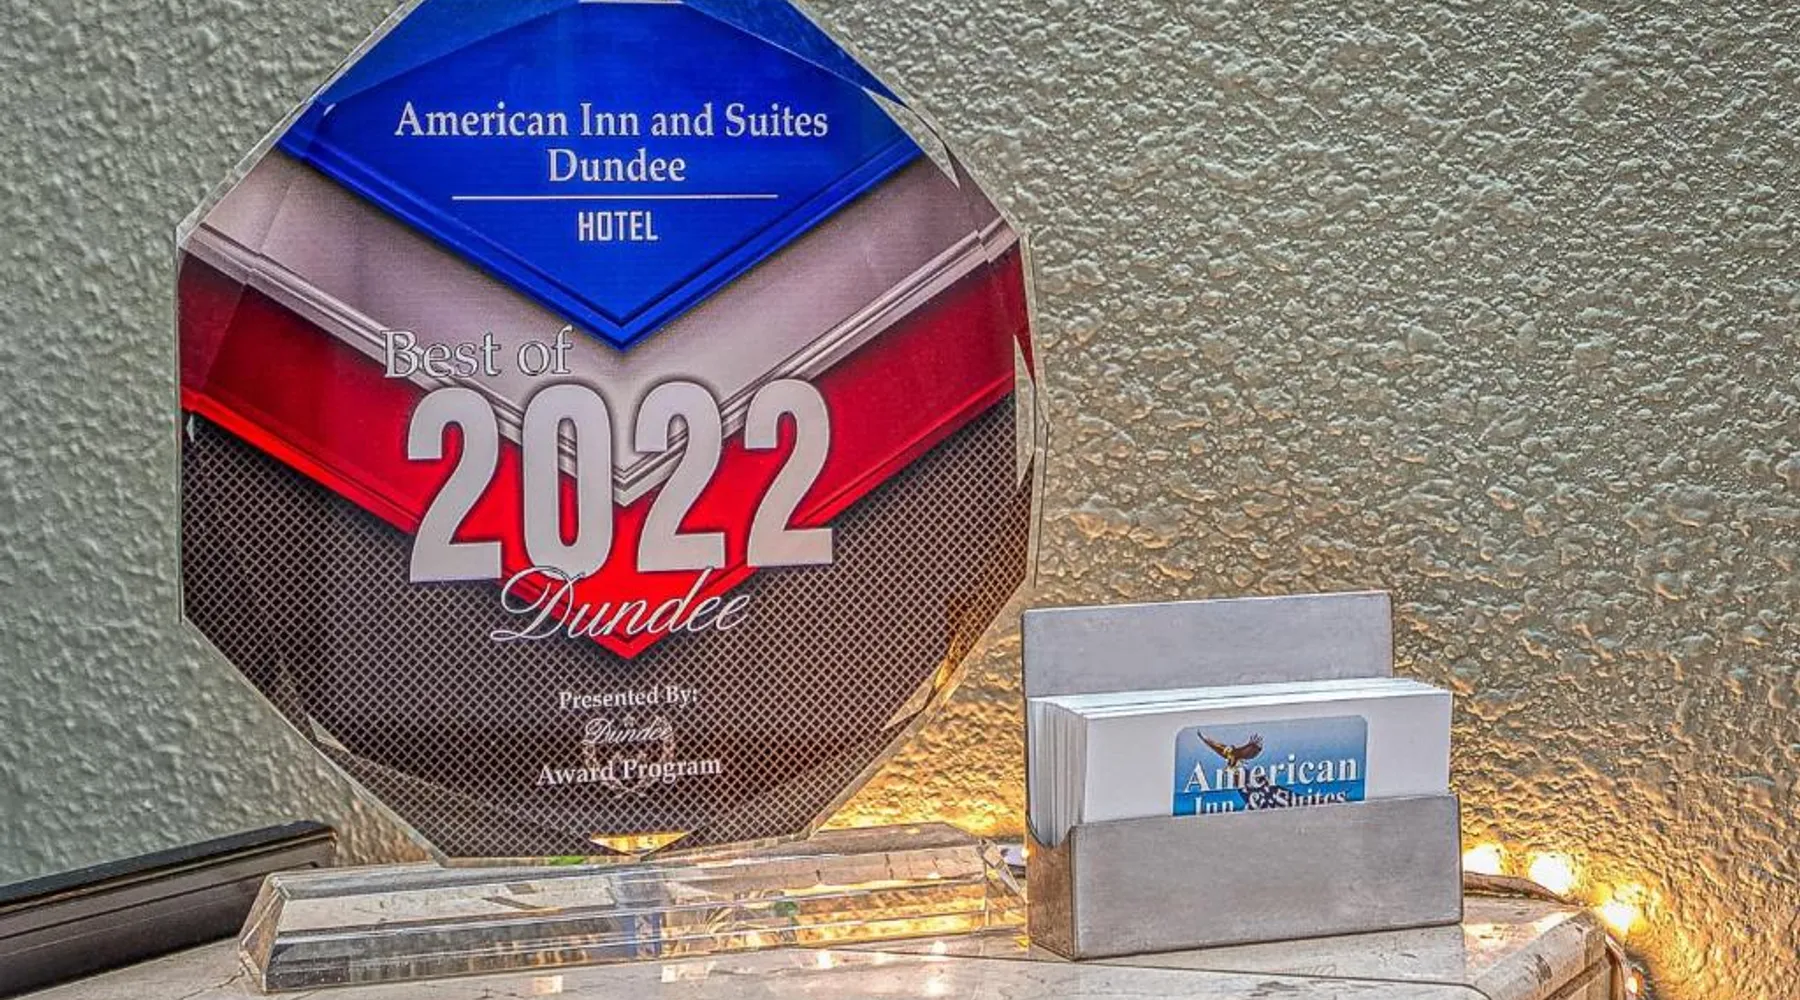 American Inn and Suites
Dundee
HOTEL
Best of
2022
Dundee
Presented By:
Dundee
Award Program
American
Inn & Suites